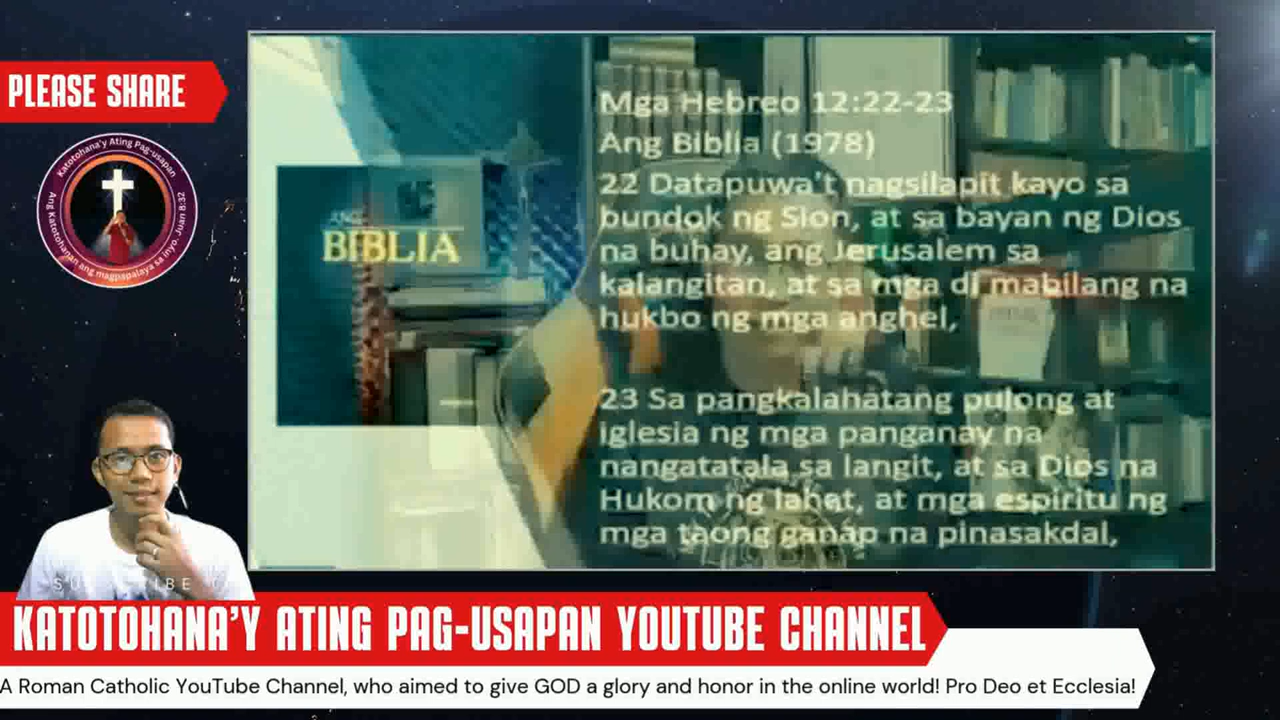 PLEASE SHARE
Katotohana'y Ating Pag-usapan
Ang Katotohanan ang magpapalaya sa inyo. Juan 8:32
Mga Hebreo 12:22-23
Ang Biblia (1978)
22 Datapuwa't nagsilapit kayo sa
bundok ng Sion, at sa bayan ng Dios
na buhay, ang Jerusalem sa
kalangitan, at sa mga di mabilang na
hukbo ng mga anghel,
23 Sa pangkalahatang pulong at
iglesia ng mga panganay na
nangatatala sa langit, at sa Dios na
Hukom ng lahat, at mga espiritu ng
mga taong ganap na pinasakdal,
ANG
BIBLIA
KATOTOHANA'Y ATING PAG-USAPAN YOUTUBE CHANNEL
A Roman Catholic YouTube Channel, who aimed to give GOD a glory and honor in the online world! Pro Deo et Ecclesia!